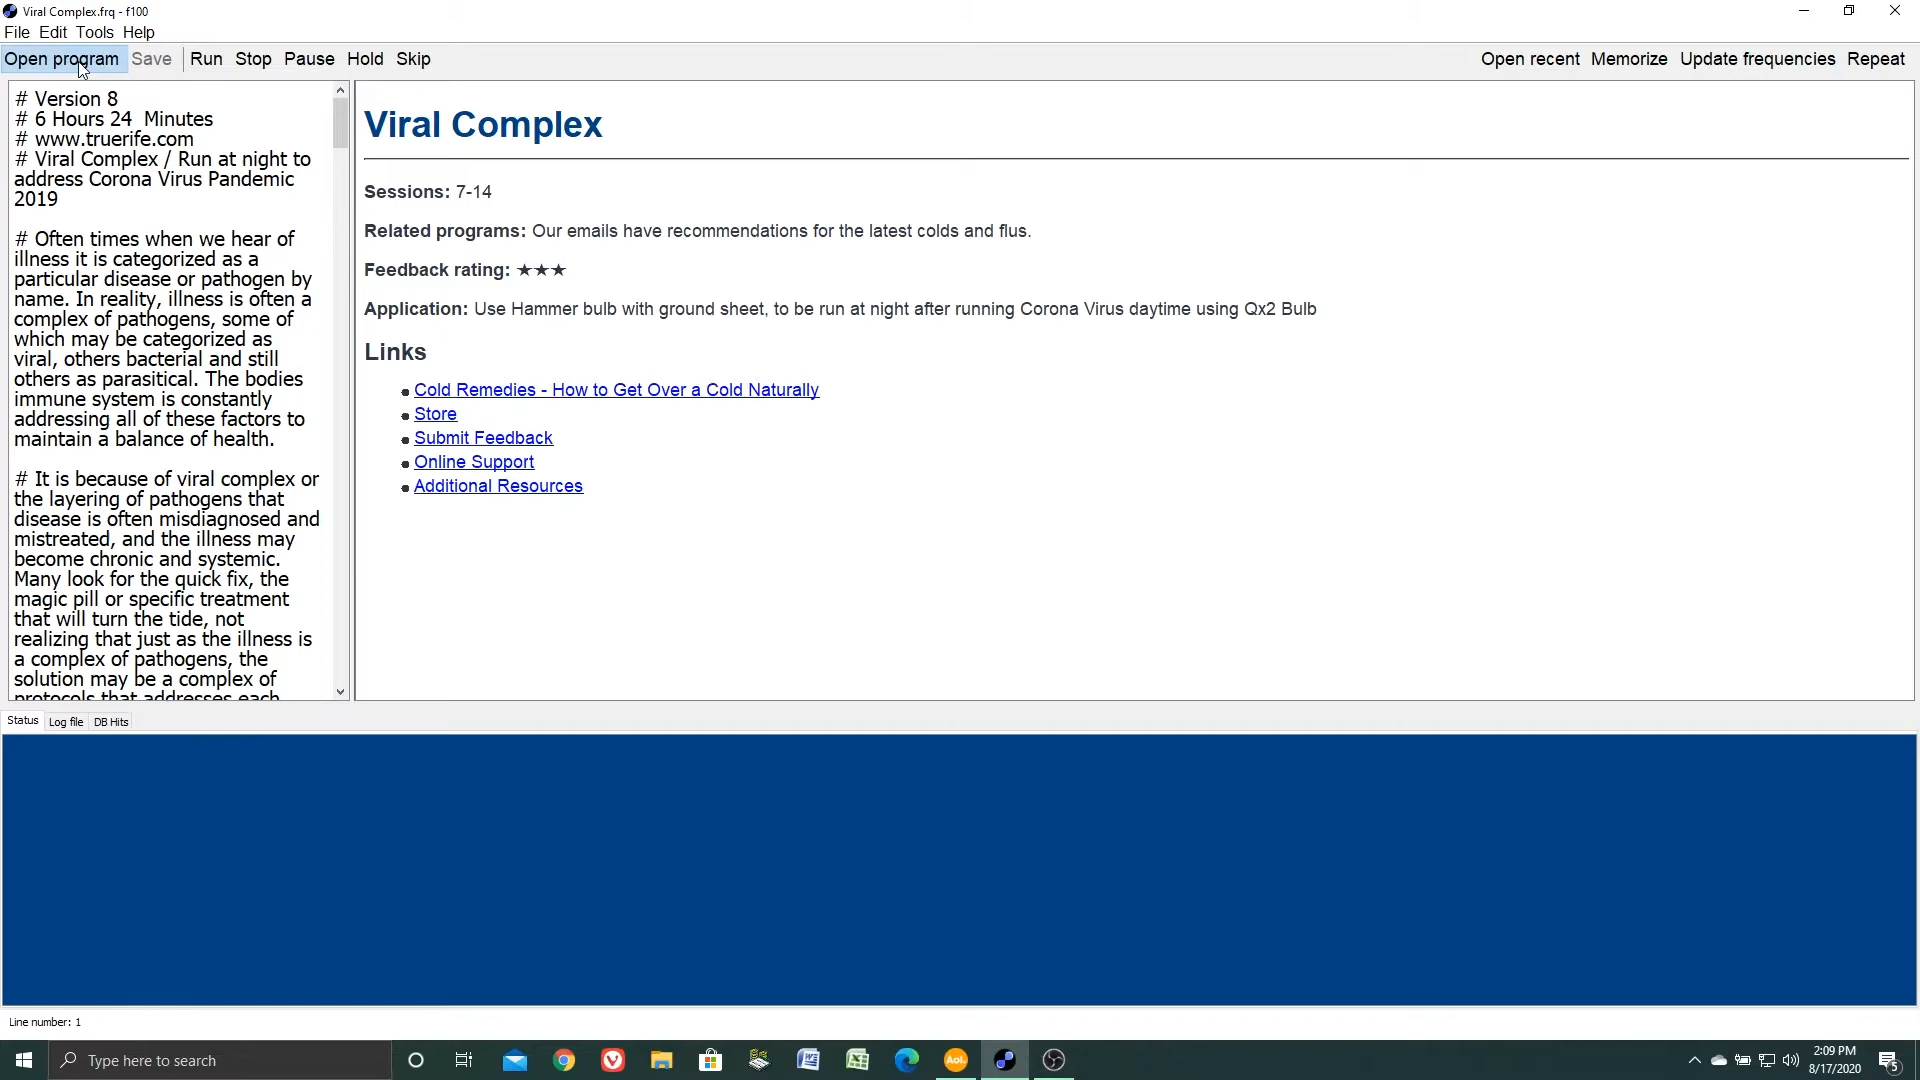 Viral Complex.frq - f100
File Edit Tools Help
Open program Save Run Stop Pause Hold Skip Open recent Memorize Update frequencies Repeat
# Version 8
# 6 Hours 24  Minutes
# www.truerife.com
# Viral Complex / Run at night to
address Corona Virus Pandemic
2019
# Often times when we hear of
illness it is categorized as a
particular disease or pathogen by
name. In reality, illness is often a
complex of pathogens, some of
which may be categorized as
viral, others bacterial and still
others as parasitical. The bodies
immune system is constantly
addressing all of these factors to
maintain a balance of health.
# It is because of viral complex or
the layering of pathogens that
disease is often misdiagnosed and
mistreated, and the illness may
become chronic and systemic.
Many look for the quick fix, the
magic pill or specific treatment
that will turn the tide, not
realizing that just as the illness is
a complex of pathogens, the
solution may be a complex of
protocols that addresses each
Viral Complex
Sessions: 7-14
Related programs: Our emails have recommendations for the latest colds and flus.
Feedback rating: ★★★
Application: Use Hammer bulb with ground sheet, to be run at night after running Corona Virus daytime using Qx2 Bulb
Links
Cold Remedies - How to Get Over a Cold Naturally
Store
Submit Feedback
Online Support
Additional Resources
Status Log file DB Hits
Line number: 1
Type here to search
Aol.
2:09 PM
8/17/2020
5